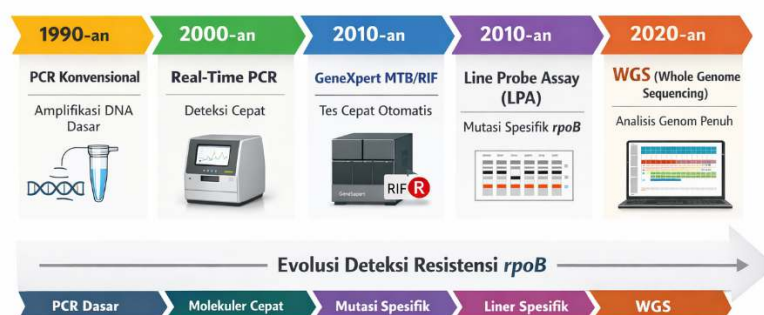 1990-an
PCR Konvensional
Amplifikasi DNA
Dasar
2000-an
Real-Time PCR
Deteksi Cepat
2010-an
GeneXpert MTB/RIF
Tes Cepat Otomatis
GeneXpert
RIF R
2010-an
Line Probe Assay
(LPA)
Mutasi Spesifik rpoB
2020-an
WGS (Whole Genome
Sequencing)
Analisis Genom Penuh
Evolusi Deteksi Resistensi rpoB
PCR Dasar
Molekuler Cepat
Mutasi Spesifik
Liner Spesifik
WGS